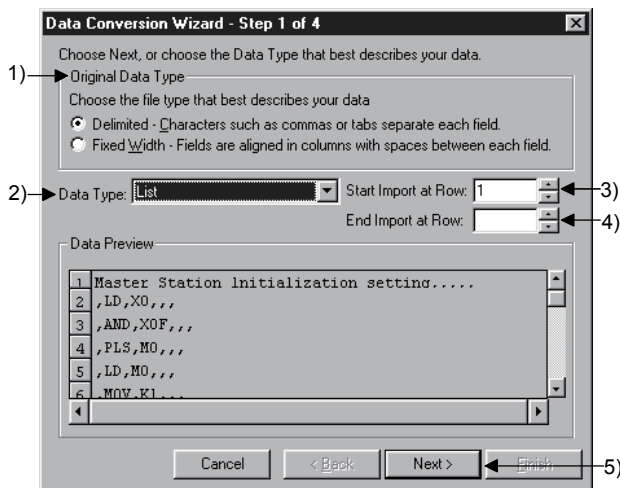 Data Conversion Wizard - Step 1 of 4
Choose Next, or choose the Data Type that best describes your data.
1) Original Data Type
Choose the file type that best describes your data
Delimited - Characters such as commas or tabs separate each field.
Fixed Width - Fields are aligned in columns with spaces between each field.
2) Data Type: List Start Import at Row: 1 3)
End Import at Row: 4)
Data Preview
1 Master Station Initialization setting.....
2 ,LD,X0,,,
3 ,AND,X0F,,,
4 ,PLS,M0,,,
5 ,LD,M0,,,
6 ,MOV,K1,,,
Cancel < Back Next > Finish 5)